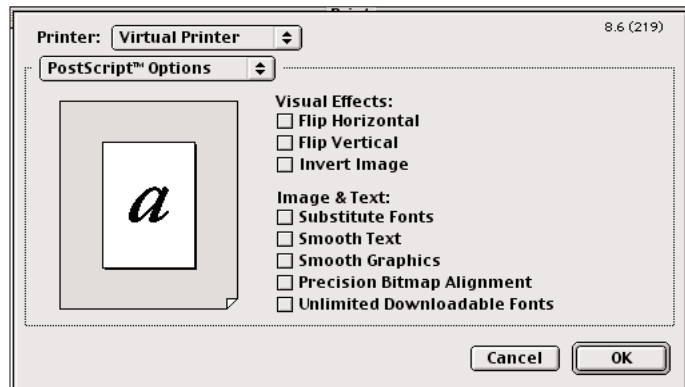 8.6 (219)
Printer: Virtual Printer
PostScript™ Options
Visual Effects:
Flip Horizontal
Flip Vertical
Invert Image
Image & Text:
Substitute Fonts
Smooth Text
Smooth Graphics
Precision Bitmap Alignment
Unlimited Downloadable Fonts
a
Cancel
OK